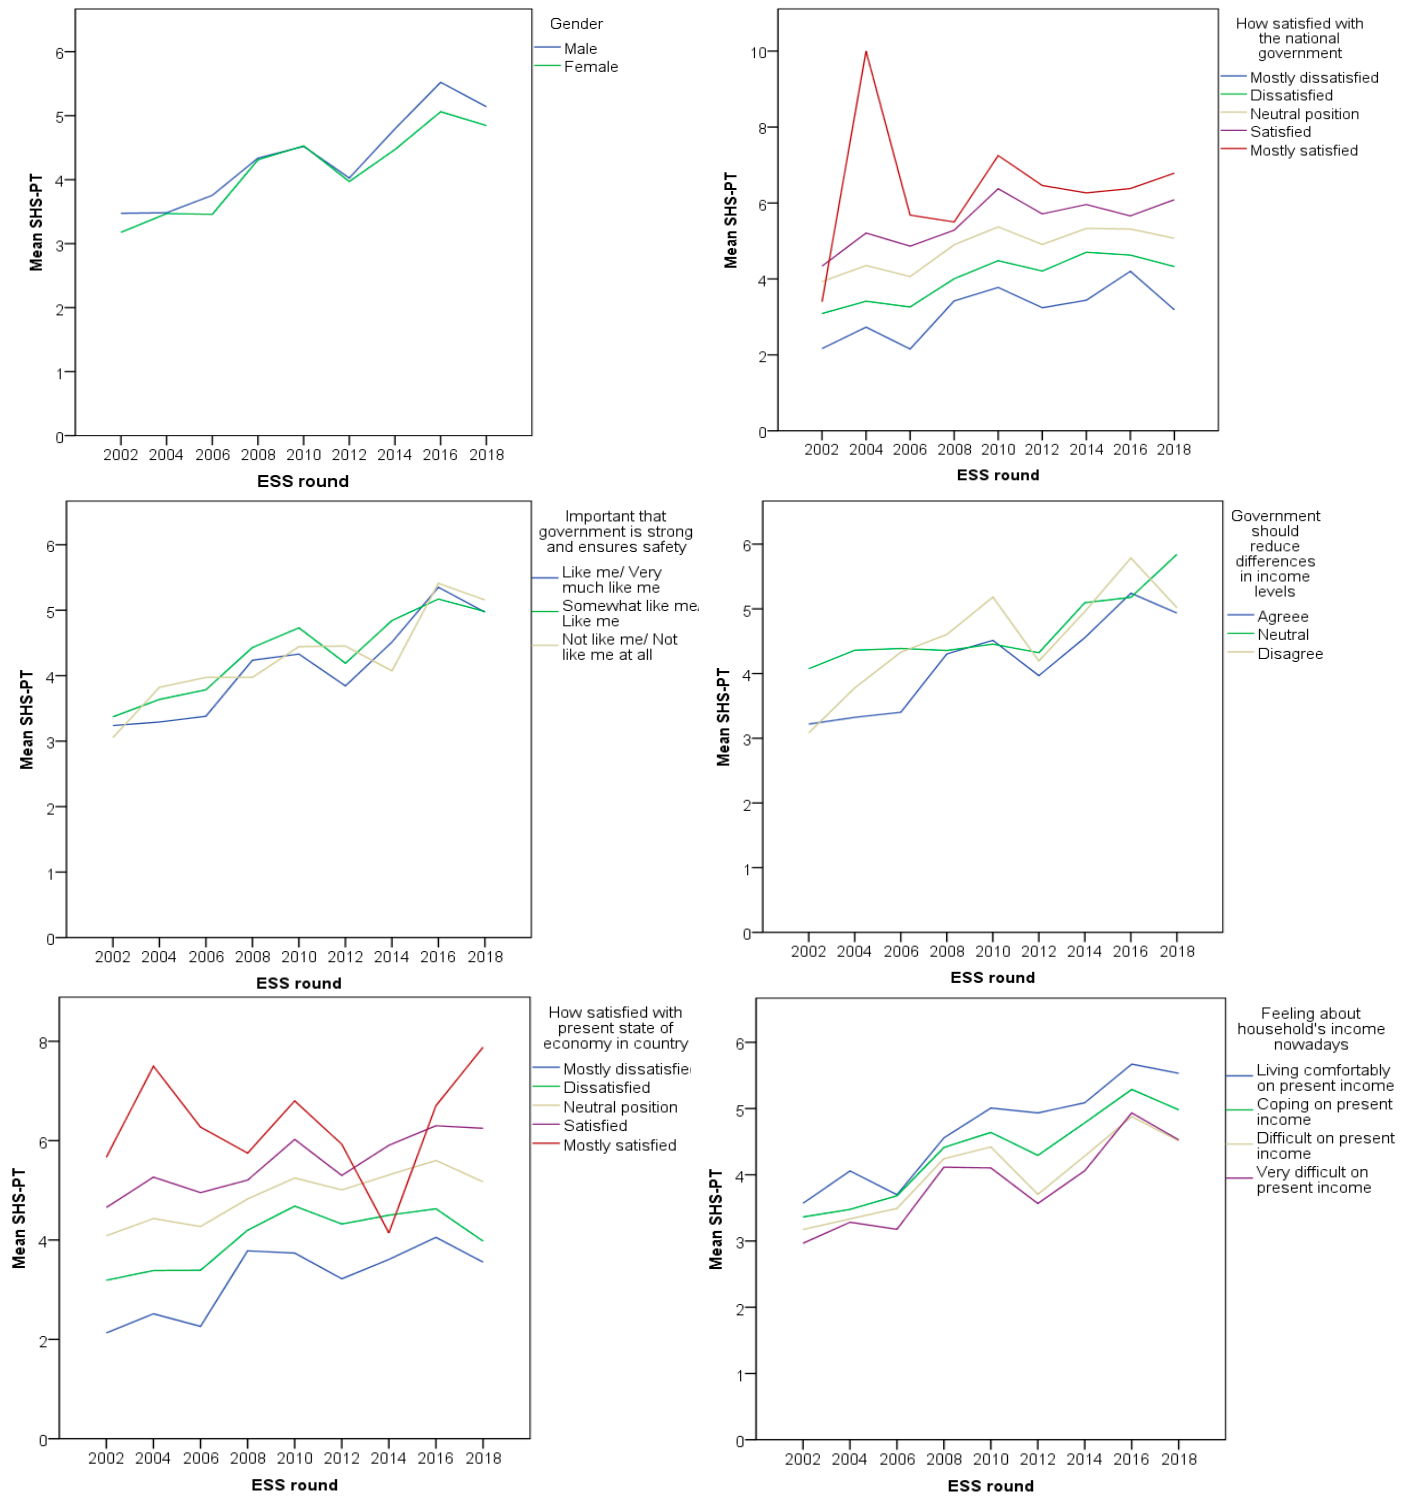 Gender
Male
Female
6
5
4
3
2
1
0
Mean SHS-PT
2002 2004 2006 2008 2010 2012 2014 2016 2018
ESS round
How satisfied with
the national
government
Mostly dissatisfied
Dissatisfied
Neutral position
Satisfied
Mostly satisfied
10
8
6
4
2
0
Mean SHS-PT
2002 2004 2006 2008 2010 2012 2014 2016 2018
ESS round
Important that
government is strong
and ensures safety
Like me/ Very
much like me
Somewhat like me/
Like me
Not like me/ Not
like me at all
6
5
4
3
2
1
0
Mean SHS-PT
2002 2004 2006 2008 2010 2012 2014 2016 2018
ESS round
Government
should
reduce
differences
in income
levels
Agreee
Neutral
Disagree
6
5
4
3
2
1
0
Mean SHS-PT
2002 2004 2006 2008 2010 2012 2014 2016 2018
ESS round
How satisfied with
present state of
economy in country
Mostly dissatisfie
Dissatisfied
Neutral position
Satisfied
Mostly satisfied
8
6
4
2
0
Mean SHS-PT
2002 2004 2006 2008 2010 2012 2014 2016 2018
ESS round
Feeling about
household's income
nowadays
Living comfortably
on present income
Coping on present
income
Difficult on present
income
Very difficult on
present income
6
5
4
3
2
1
0
Mean SHS-PT
2002 2004 2006 2008 2010 2012 2014 2016 2018
ESS round